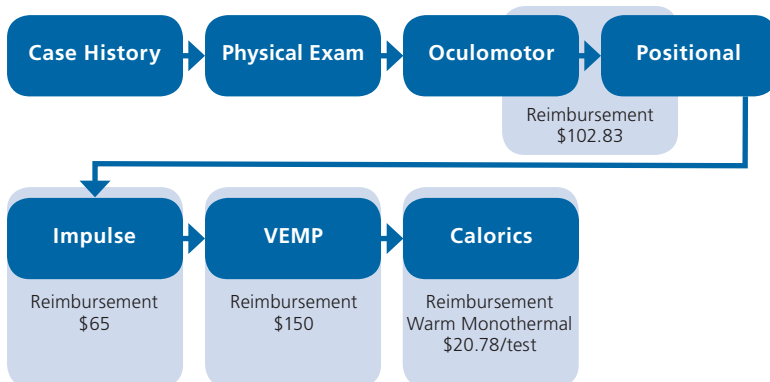 Case History
Physical Exam
Oculomotor
Positional
Reimbursement
$102.83
Impulse
VEMP
Calorics
Reimbursement
$65
Reimbursement
$150
Reimbursement
Warm Monothermal
$20.78/test